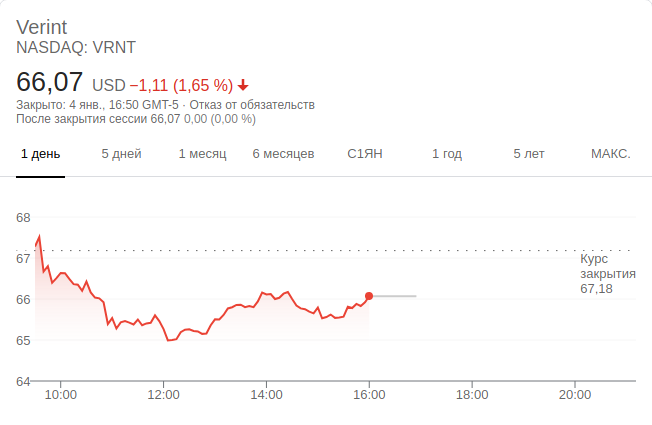 Verint
NASDAQ: VRNT
66,07 USD −1,11 (1,65 %)
Закрыто: 4 янв., 16:50 GMT-5 · Отказ от обязательств
После закрытия сессии 66,07 0,00 (0,00 %)
1 день 5 дней 1 месяц 6 месяцев С1ЯН 1 год 5 лет МАКС.
68
67
66
65
64
Курс
закрытия
67,18
10:00 12:00 14:00 16:00 18:00 20:00